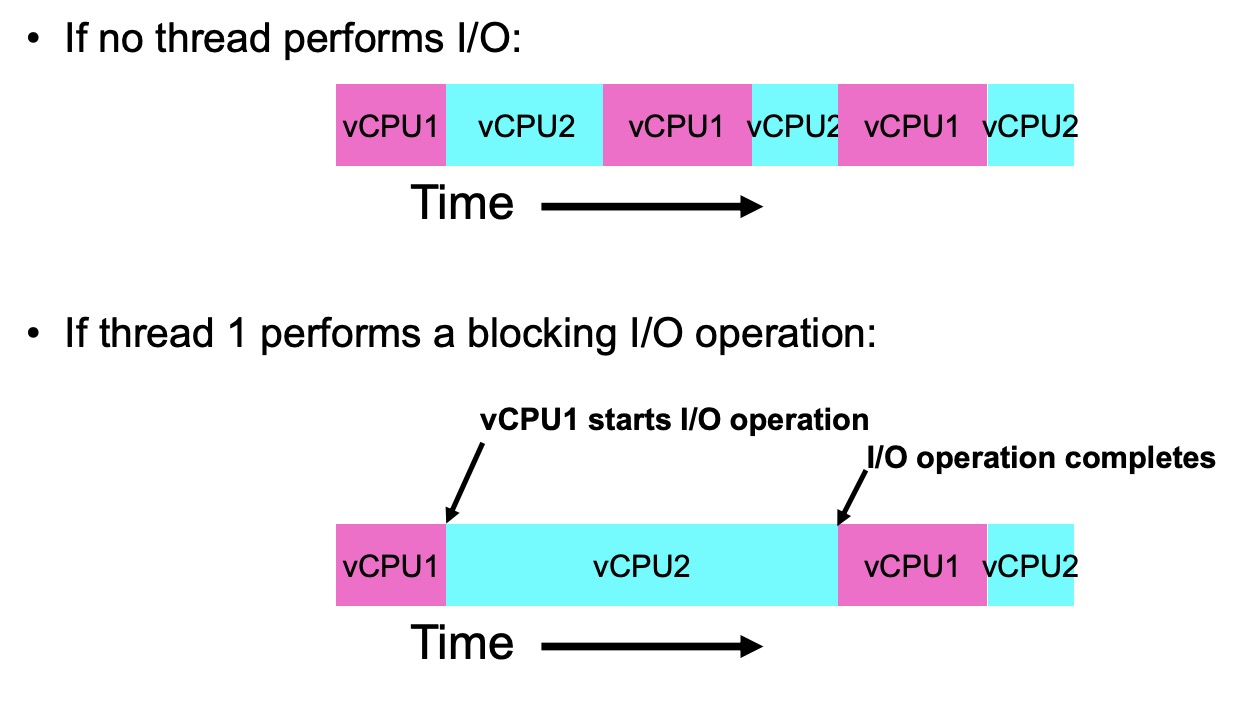 • If no thread performs I/O:
vCPU1 vCPU2 vCPU1 vCPU2 vCPU1 vCPU2
Time
• If thread 1 performs a blocking I/O operation:
vCPU1 starts I/O operation
I/O operation completes
vCPU1 vCPU2 vCPU1 vCPU2
Time